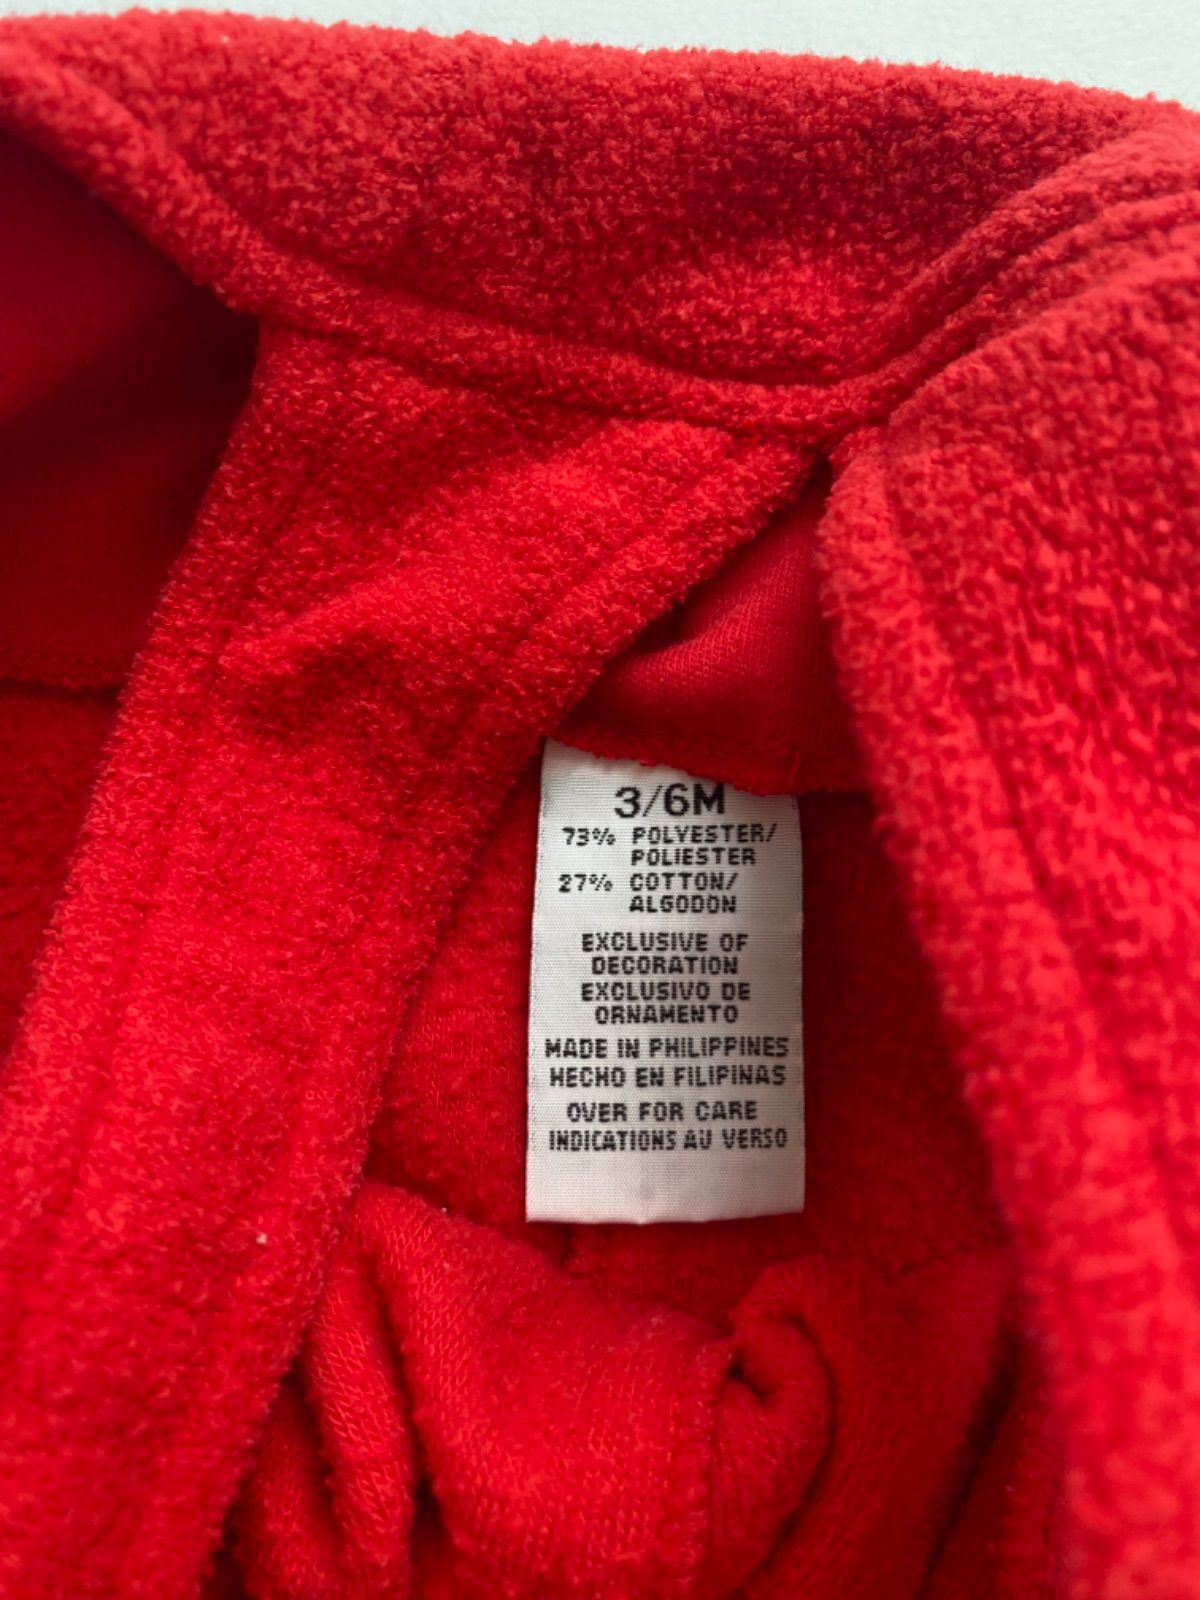 3/6M
73% POLYESTER/
POLIESTER
27% COTTON/
ALGODON
EXCLUSIVE OF
DECORATION
EXCLUSIVO DE
ORNAMENTO
MADE IN PHILIPPINES
HECHO EN FILIPINAS
OVER FOR CARE
INDICATIONS AU VERSO